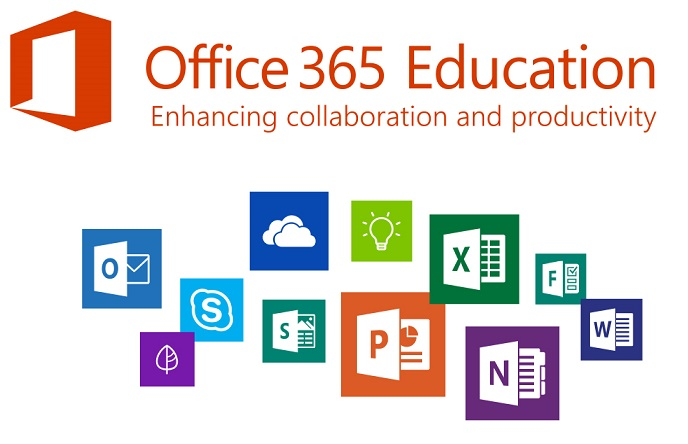 Office 365 Education
Enhancing collaboration and productivity
O
S
S
P
X
N
F
W